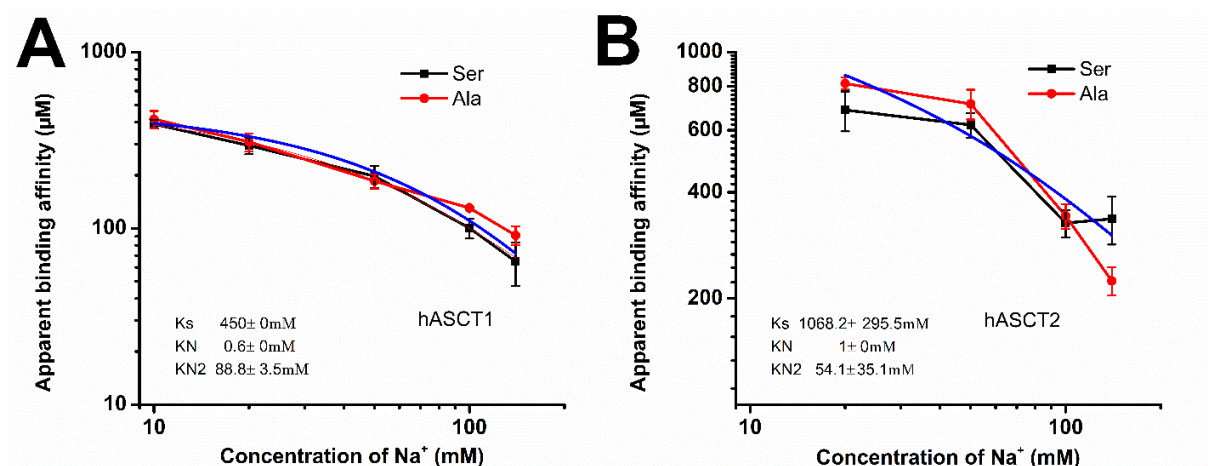 A
1000
100
10
10
100
Apparent binding affinity (µM)
Concentration of Na⁺ (mM)
Ser
Ala
hASCT1
Ks 450± 0mM
KN 0.6± 0mM
KN2 88.8± 3.5mM
B
1000
800
600
400
200
10
100
Apparent binding affinity (µM)
Concentration of Na⁺ (mM)
Ser
Ala
hASCT2
Ks 1068.2+ 295.5mM
KN 1± 0mM
KN2 54.1±35.1mM